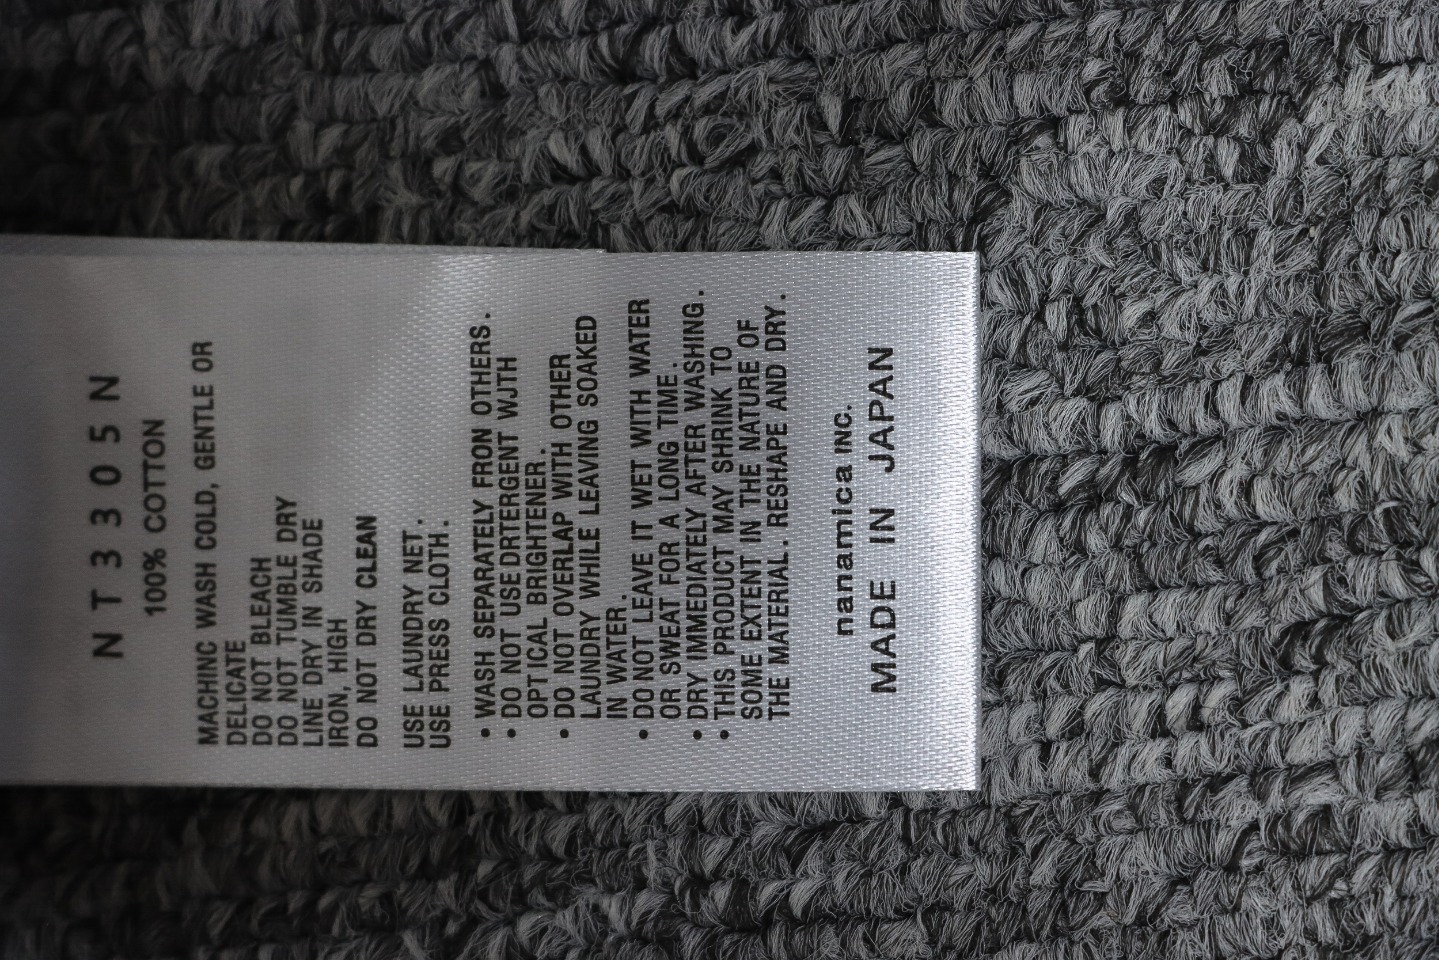 NT3305N
100% COTTON
MACHINC WASH COLD, GENTLE OR
DELICATE
DO NOT BLEACH
DO NOT TUMBLE DRY
LINE DRY IN SHADE
IRON, HIGH
DO NOT DRY CLEAN
USE LAUNDRY NET.
USE PRESS CLOTH.
• WASH SEPARATELY FRON OTHERS.
• DO NOT USE DRTERGENT WJTH
OPTICAL BRIGHTENER.
• DO NOT OVERLAP WITH OTHER
LAUNDRY WHILE LEAVING SOAKED
IN WATER.
• DO NOT LEAVE IT WET WITH WATER
OR SWEAT FOR A LONG TIME.
• DRY IMMEDIATELY AFTER WASHING.
• THIS PRODUCT MAY SHRINK TO
SOME EXTENT IN THE NATURE OF
THE MATERIAL. RESHAPE AND DRY.
nanamica INC.
MADE IN JAPAN